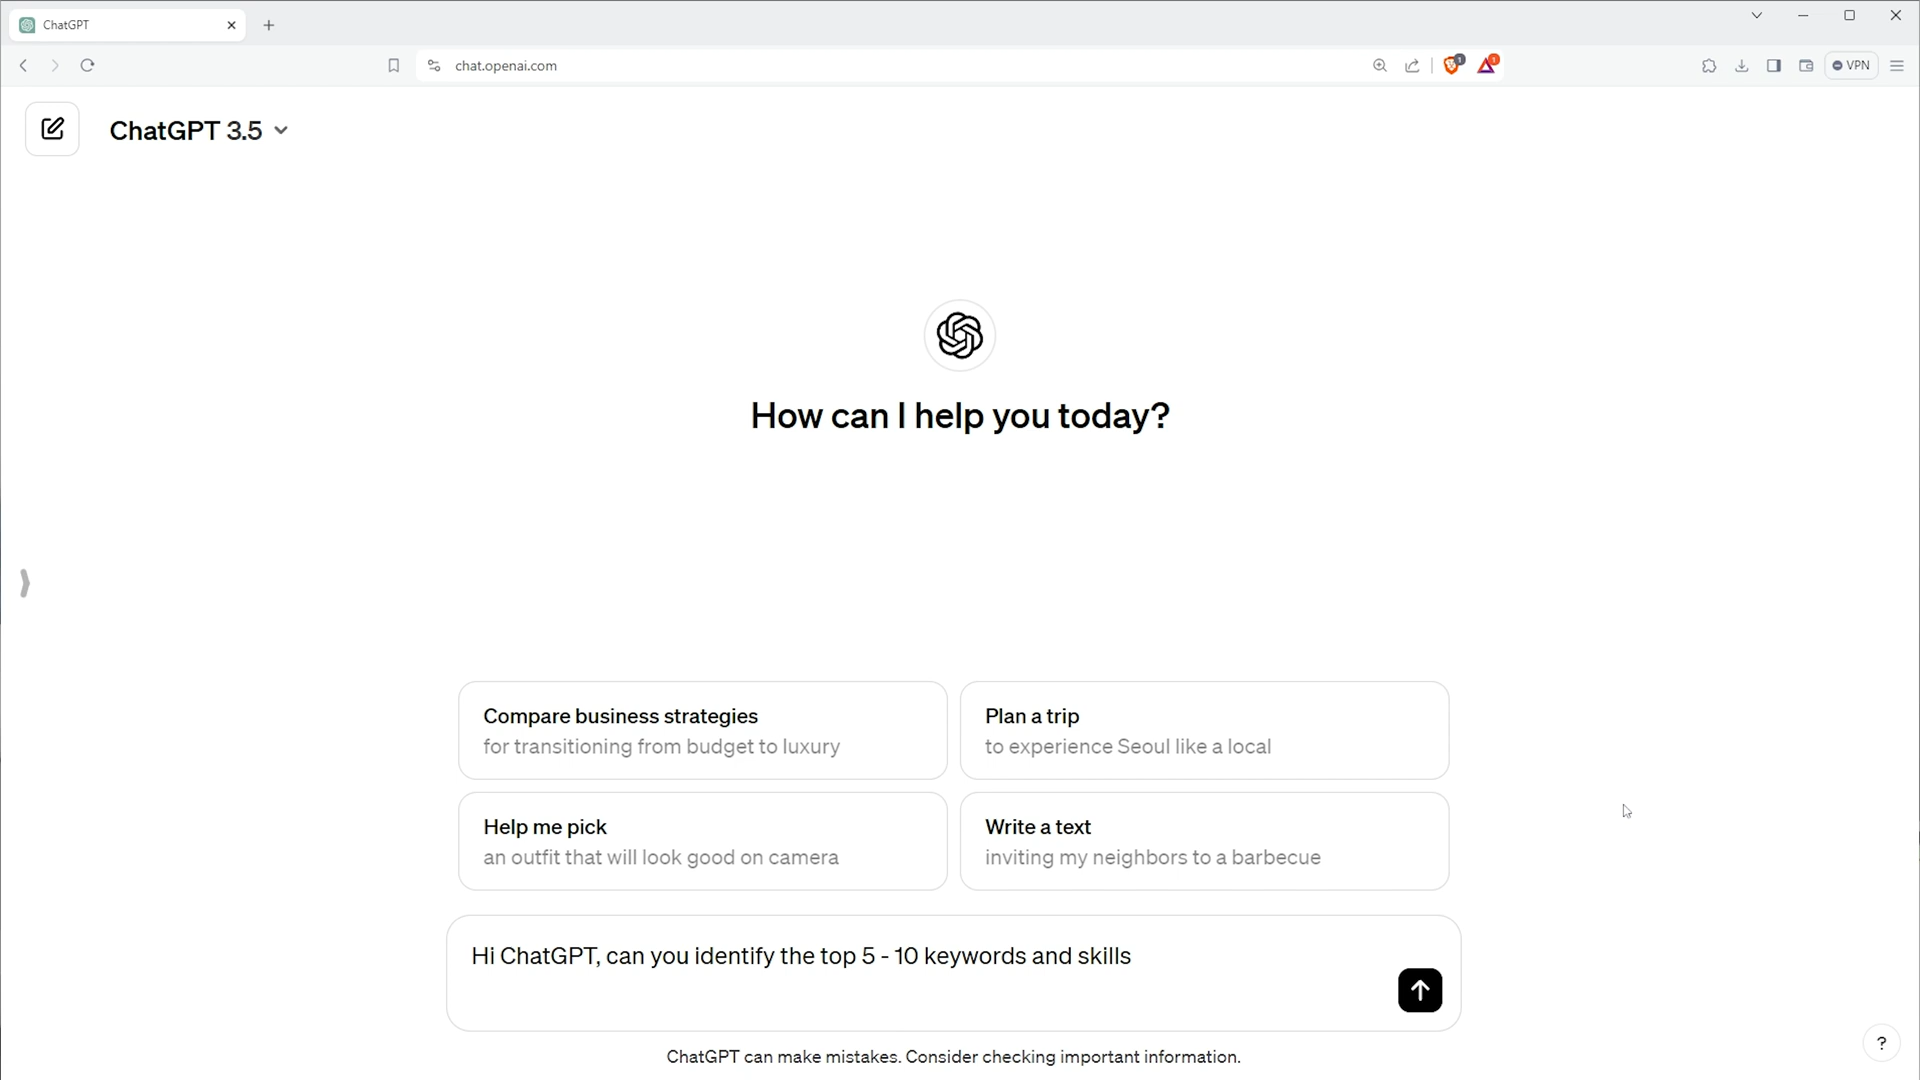 ChatGPT
chat.openai.com
1
1
VPN
ChatGPT 3.5
How can I help you today?
Compare business strategies
for transitioning from budget to luxury
Plan a trip
to experience Seoul like a local
Help me pick
an outfit that will look good on camera
Write a text
inviting my neighbors to a barbecue
Hi ChatGPT, can you identify the top 5 - 10 keywords and skills
ChatGPT can make mistakes. Consider checking important information.
?